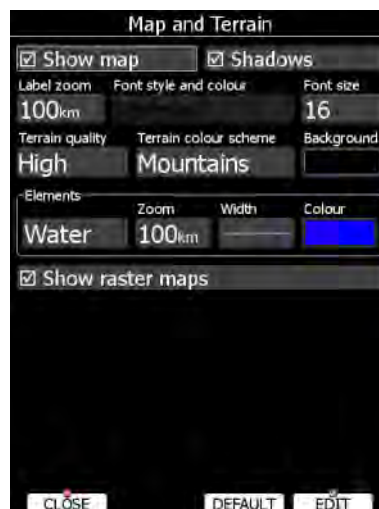 Map and Terrain
☑ Show map ☑ Shadows
Label zoom Font style and colour Font size
100km 16
Terrain quality Terrain colour scheme Background
High Mountains
Elements
Zoom Width Colour
Water 100km
☑ Show raster maps
CLOSE DEFAULT EDIT